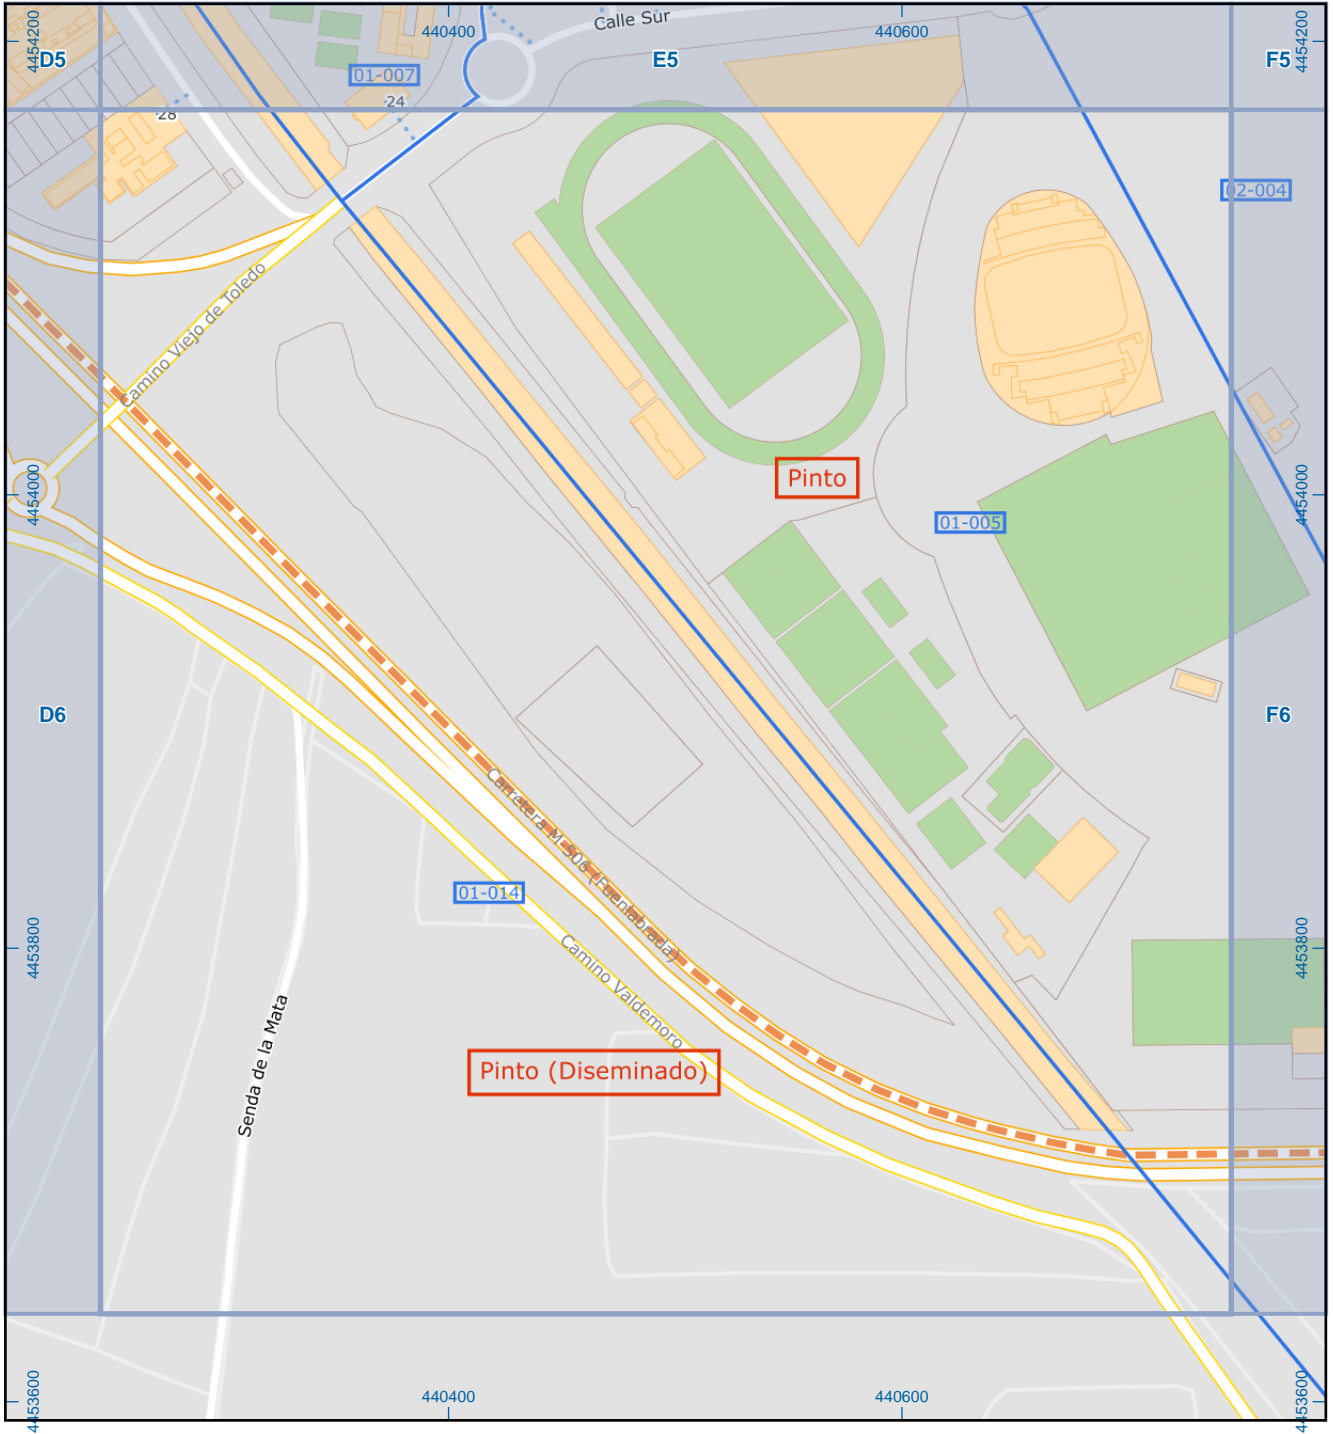 4454200
D5
440400
Calle Sur
E5
440600
F5
4454200
01-007
24
28
02-004
Camino Viejo de Toledo
Pinto
4454000
01-005
4454000
D6
F6
Carretera M-506 (Fuenlabrada)
01-014
4453800
Camino Valdemoro
4453800
Senda de la Mata
Pinto (Diseminado)
4453600
440400
440600
4453600